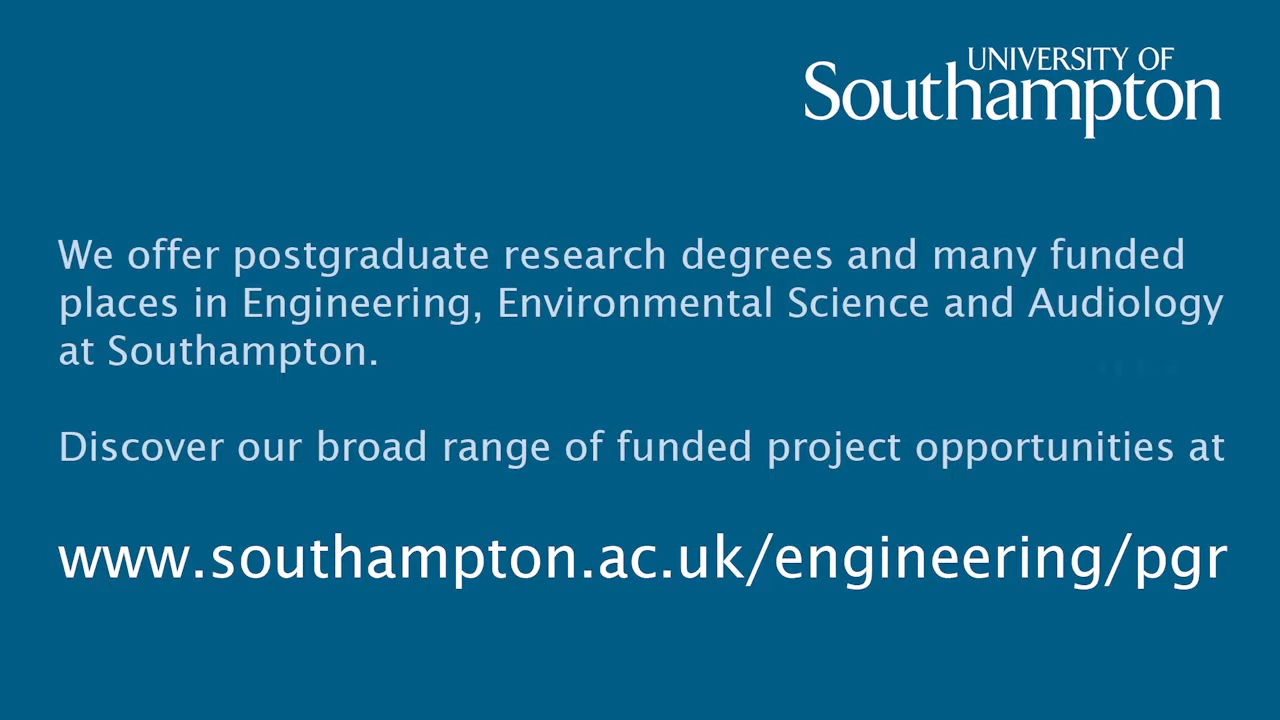 UNIVERSITY OF
Southampton
We offer postgraduate research degrees and many funded
places in Engineering, Environmental Science and Audiology
at Southampton.
Discover our broad range of funded project opportunities at
www.southampton.ac.uk/engineering/pgr